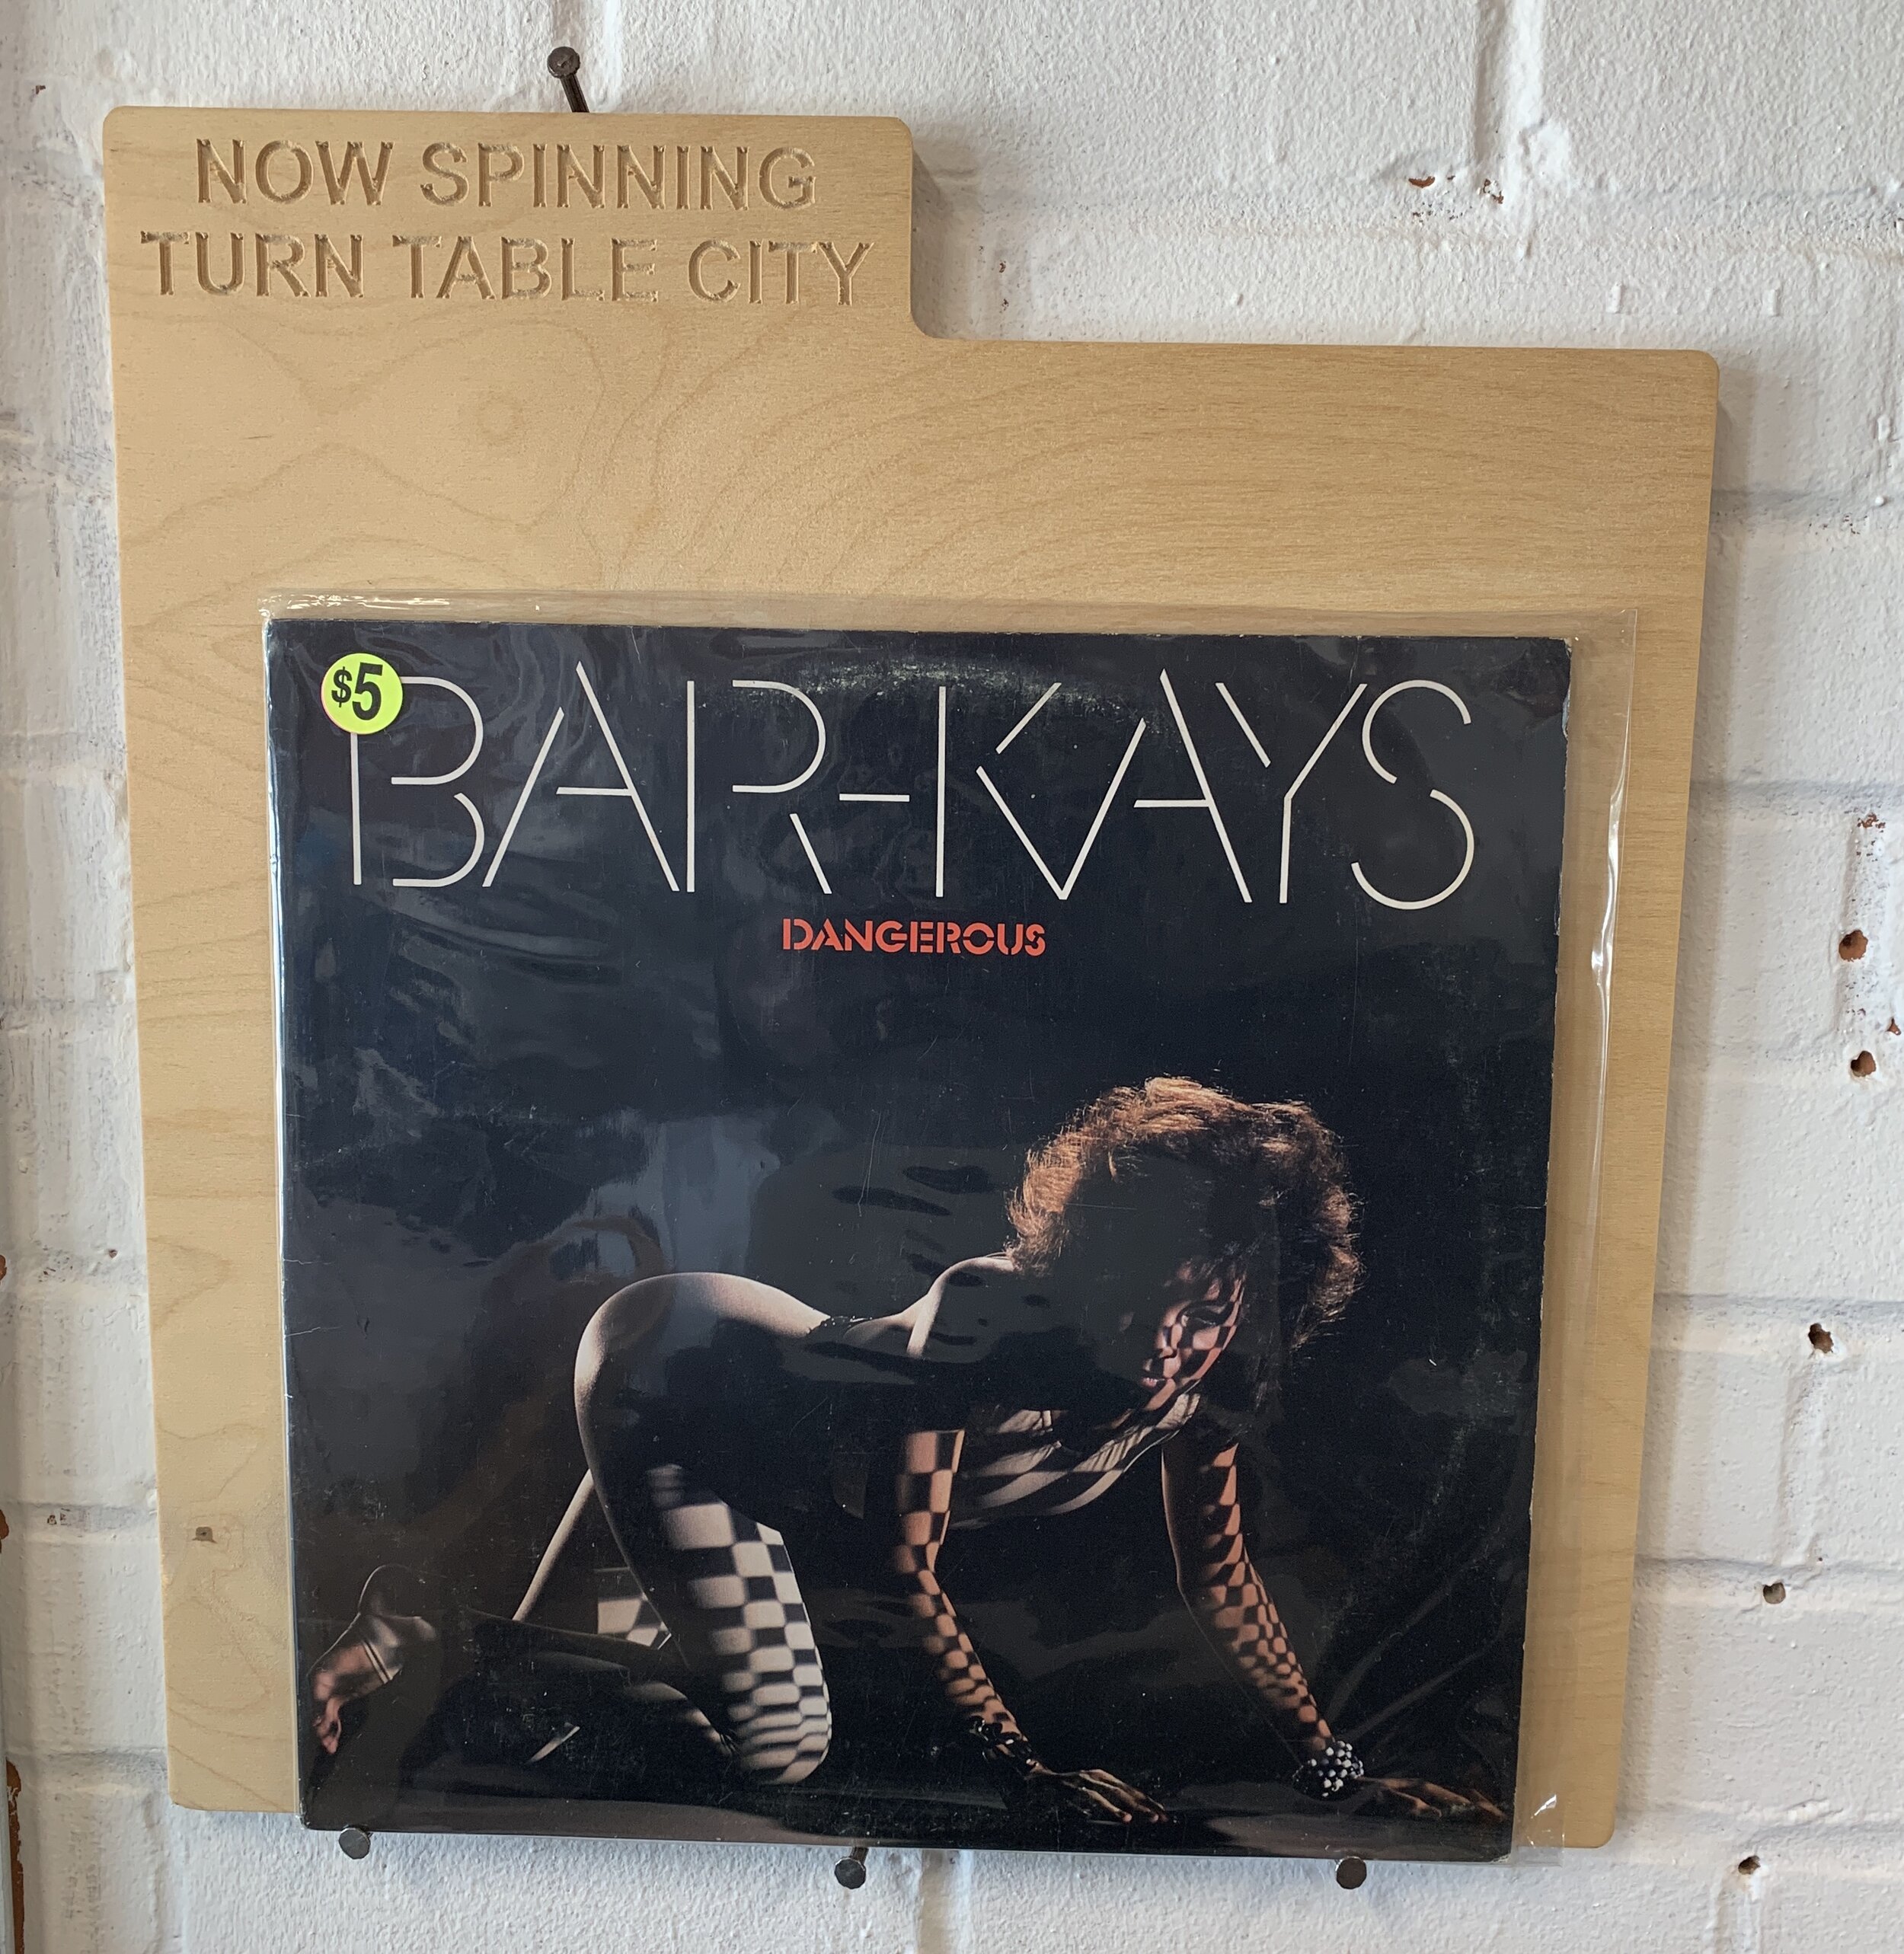 NOW SPINNING
TURN TABLE CITY
$5
BAR-KAYS
DANGEROUS